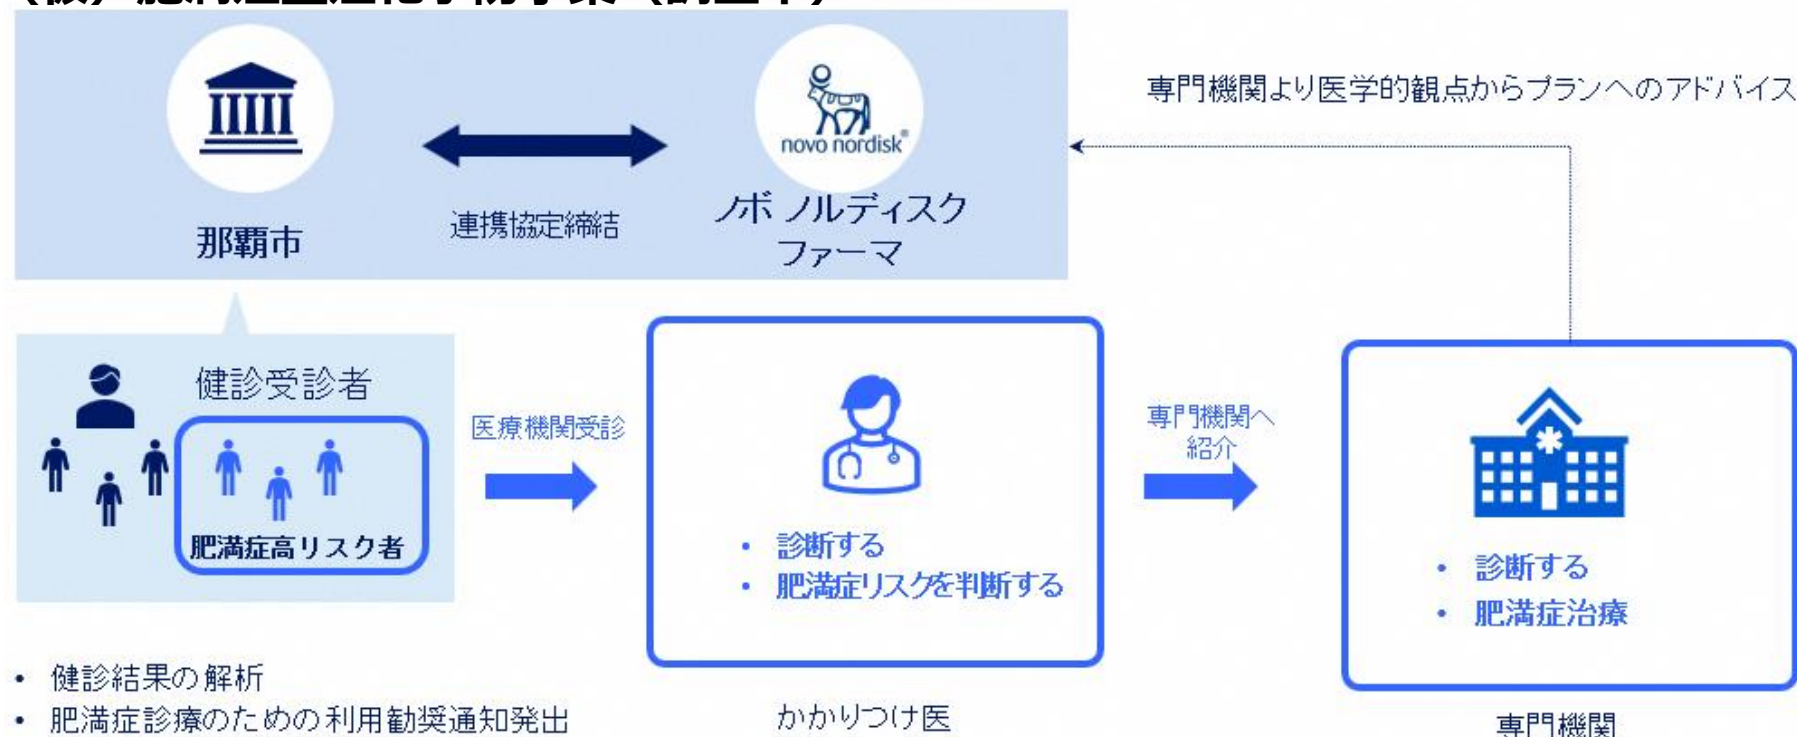 専門機関より医学的観点からプランへのアドバイス
novo nordisk®
那覇市
連携協定締結
ノボ ノルディスク
ファーマ
健診受診者
肥満症高リスク者
医療機関受診
・ 診断する
・ 肥満症リスクを判断する
専門機関へ
紹介
・ 診断する
・ 肥満症治療
・ 健診結果の解析
・ 肥満症診療のための利用勧奨通知発出
かかりつけ医
専門機関